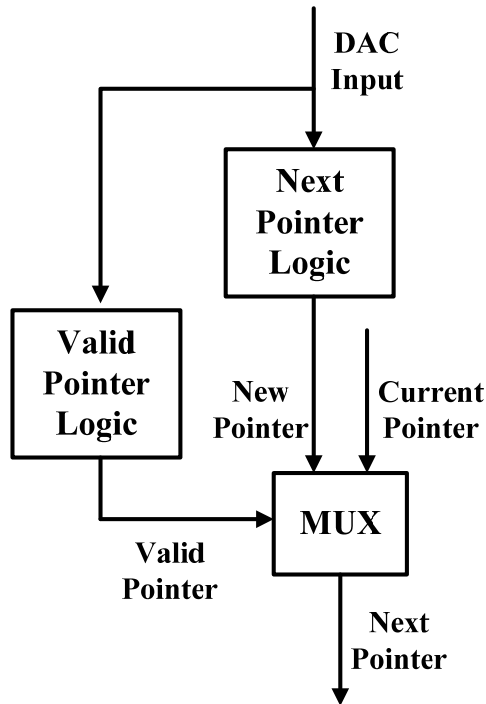 DAC
Input
Next
Pointer
Logic
Valid
Pointer
Logic
New
Pointer
Current
Pointer
MUX
Valid
Pointer
Next
Pointer